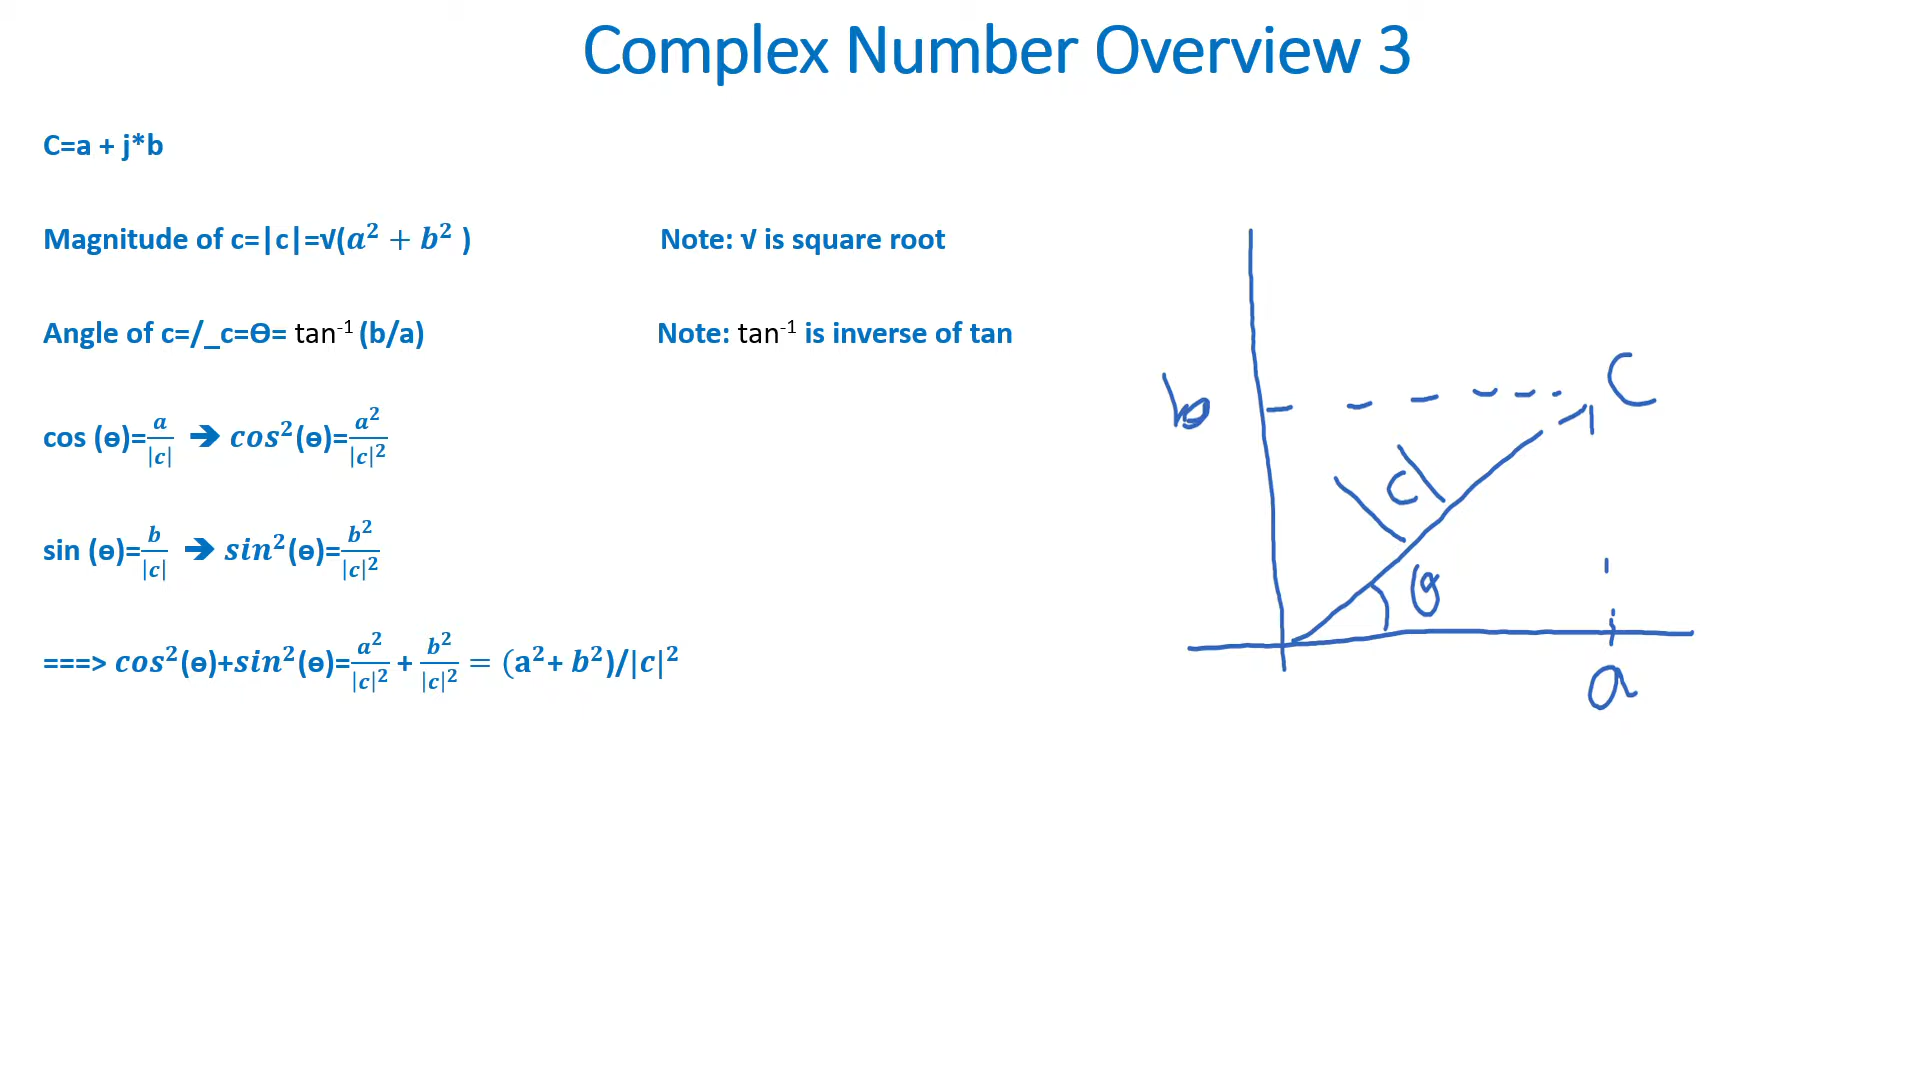 Complex Number Overview 3
C=a + j*b
Magnitude of c=|c|=√(a² + b² ) Note: √ is square root
Angle of c=/_c=Ө= tan⁻¹ (b/a) Note: tan⁻¹ is inverse of tan
cos (ɵ)=a/|c| ➔ cos²(ɵ)=a²/|c|²
sin (ɵ)=b/|c| ➔ sin²(ɵ)=b²/|c|²
===> cos²(ɵ)+sin²(ɵ)=a²/|c|² + b²/|c|² = (a²+ b²)/|c|²
C
b
C
θ
a